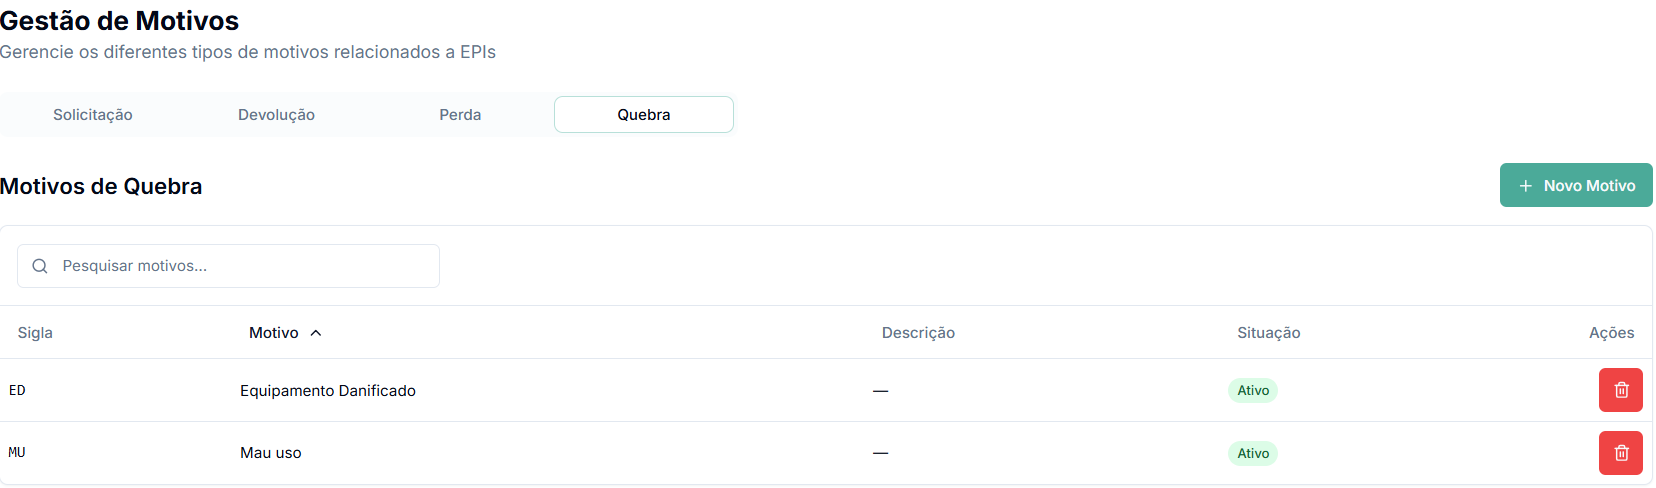 Gestão de Motivos
Gerencie os diferentes tipos de motivos relacionados a EPIs
Solicitação Devolução Perda Quebra
Motivos de Quebra
Novo Motivo
Pesquisar motivos...
Sigla Motivo Descrição Situação Ações
ED Equipamento Danificado — Ativo
MU Mau uso — Ativo